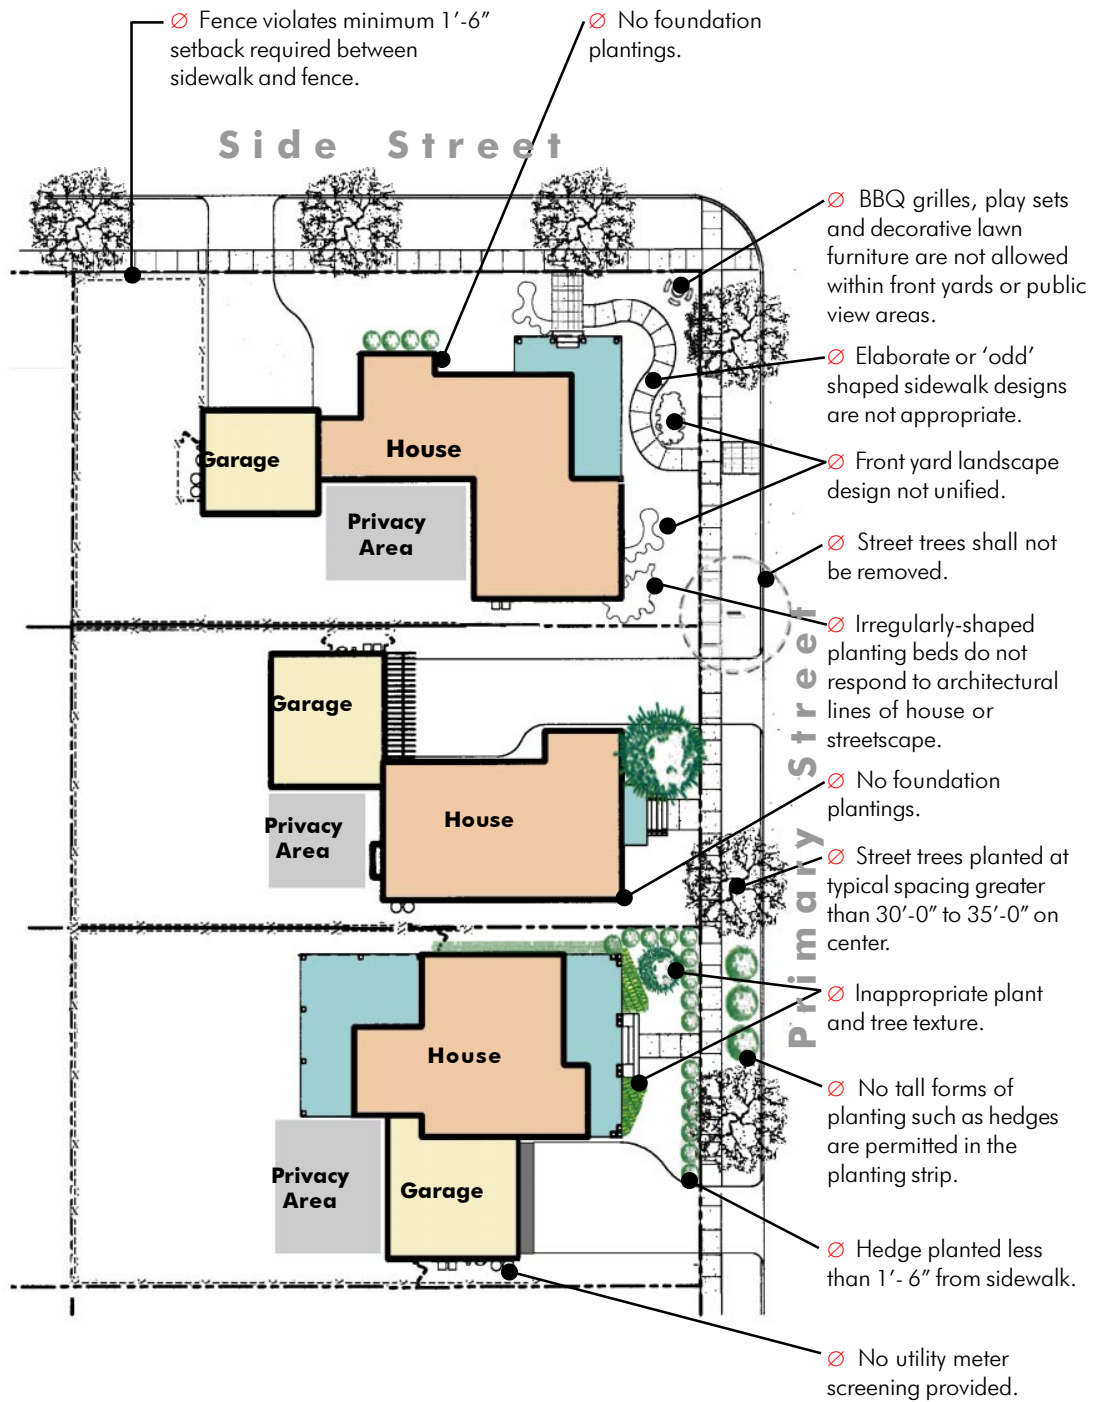 ∅ Fence violates minimum 1’-6”
setback required between
sidewalk and fence.
∅ No foundation
plantings.
Side Street
∅ BBQ grilles, play sets
and decorative lawn
furniture are not allowed
within front yards or public
view areas.
∅ Elaborate or ‘odd’
shaped sidewalk designs
are not appropriate.
∅ Front yard landscape
design not unified.
∅ Street trees shall not
be removed.
∅ Irregularly-shaped
planting beds do not
respond to architectural
lines of house or
streetscape.
∅ No foundation
plantings.
∅ Street trees planted at
typical spacing greater
than 30’-0” to 35’-0” on
center.
∅ Inappropriate plant
and tree texture.
∅ No tall forms of
planting such as hedges
are permitted in the
planting strip.
∅ Hedge planted less
than 1’- 6” from sidewalk.
∅ No utility meter
screening provided.
Primary Street
House
Garage
Privacy
Area
Garage
House
Privacy
Area
House
Privacy
Area
Garage